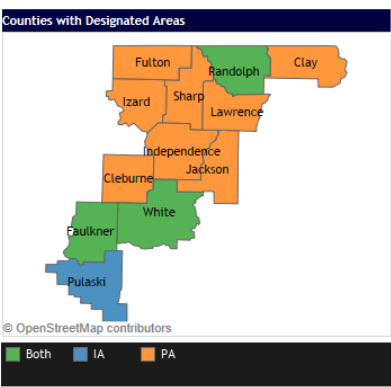 Counties with Designated Areas
Fulton
Randolph
Clay
Izard
Sharp
Lawrence
Independence
Jackson
Cleburne
White
Faulkner
Pulaski
© OpenStreetMap contributors
Both IA PA